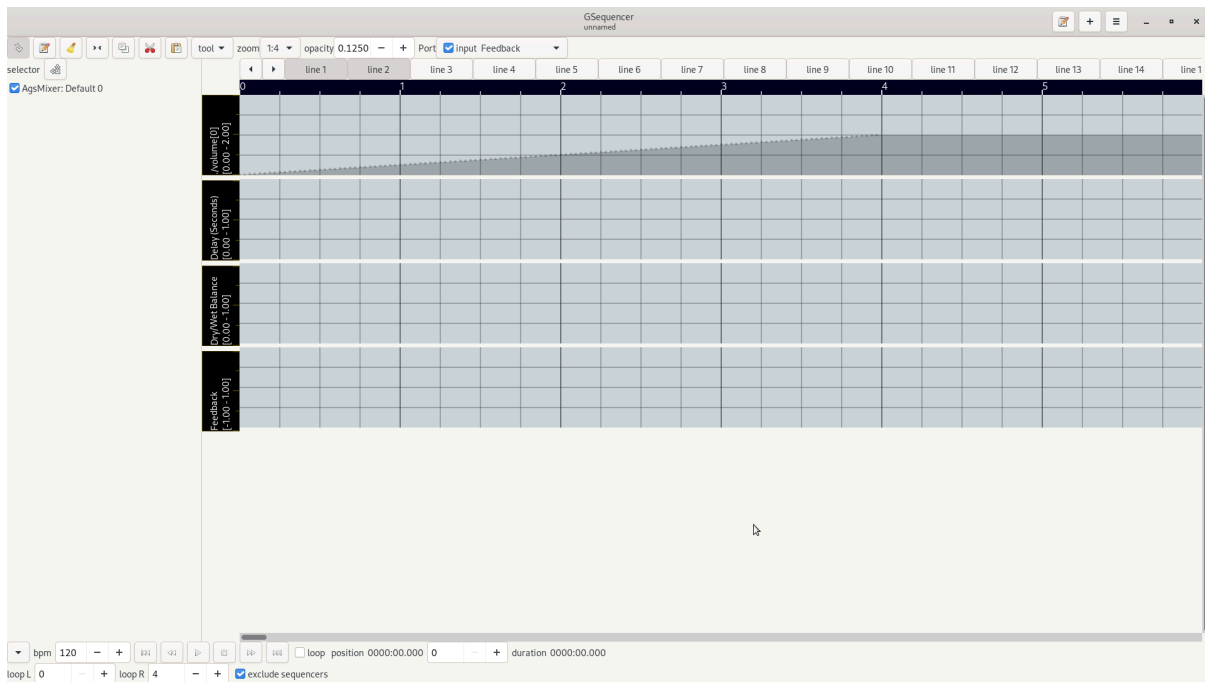 GSequencer
unnamed
tool zoom 1:4 opacity 0.1250 − + Port input Feedback
selector line 1 line 2 line 3 line 4 line 5 line 6 line 7 line 8 line 9 line 10 line 11 line 12 line 13 line 14 line 1
AgsMixer: Default 0
0 1 2 3 4 5
./volume[0]
[0.00 - 2.00]
Delay (Seconds)
[0.00 - 1.00]
Dry/Wet Balance
[0.00 - 1.00]
Feedback
[-1.00 - 1.00]
bpm 120 − + loop position 0000:00.000 0 − + duration 0000:00.000
loop L 0 − + loop R 4 − + exclude sequencers